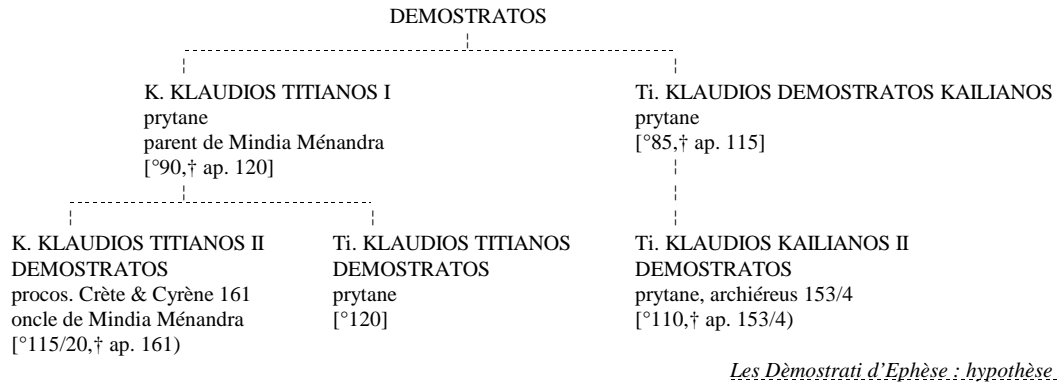 DEMOSTRATOS
K. KLAUDIOS TITIANOS I
prytane
parent de Mindia Ménandra
[°90,† ap. 120]
Ti. KLAUDIOS DEMOSTRATOS KAILIANOS
prytane
[°85,† ap. 115]
K. KLAUDIOS TITIANOS II
DEMOSTRATOS
procos. Crète & Cyrène 161
oncle de Mindia Ménandra
[°115/20,† ap. 161)
Ti. KLAUDIOS TITIANOS
DEMOSTRATOS
prytane
[°120]
Ti. KLAUDIOS KAILIANOS II
DEMOSTRATOS
prytane, archiéreus 153/4
[°110,† ap. 153/4)
Les Dèmostrati d'Ephèse : hypothèse